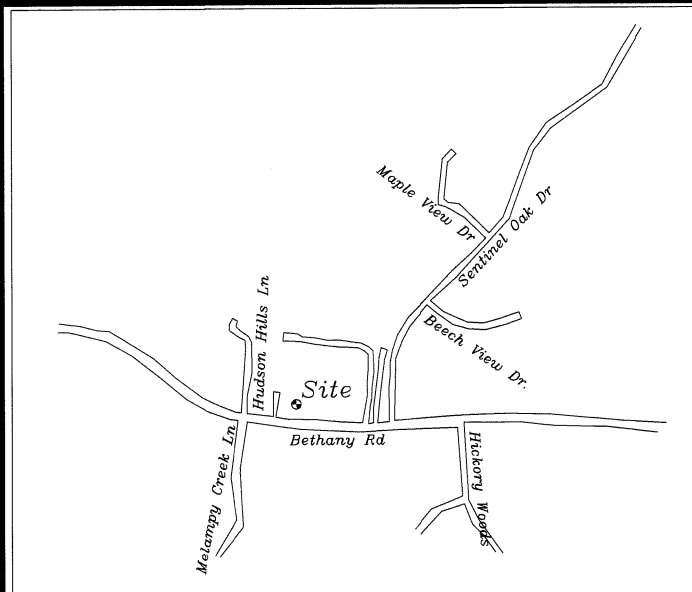 Maple View Dr
Sentinel Oak Dr
Beech View Dr.
Hudson Hills Ln
Site
Bethany Rd
Melampy Creek Ln
Hickory Woods